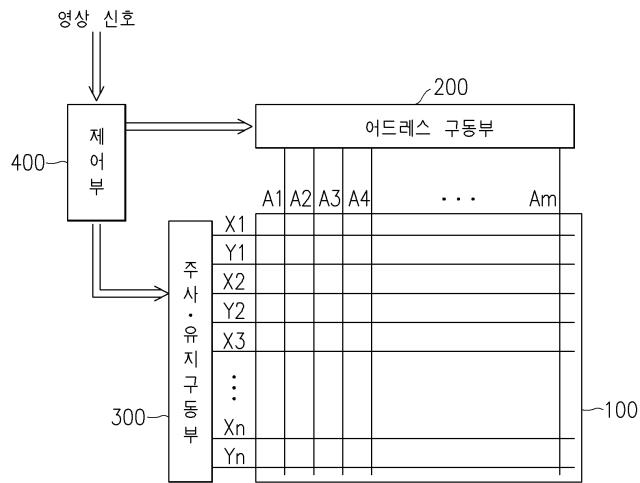 영상 신호
200
어드레스 구동부
제어부
400
A1 A2 A3 A4 · · · Am
X1
Y1
X2
Y2
X3
⋮
Xn
Yn
주사·유지구동부
300
100